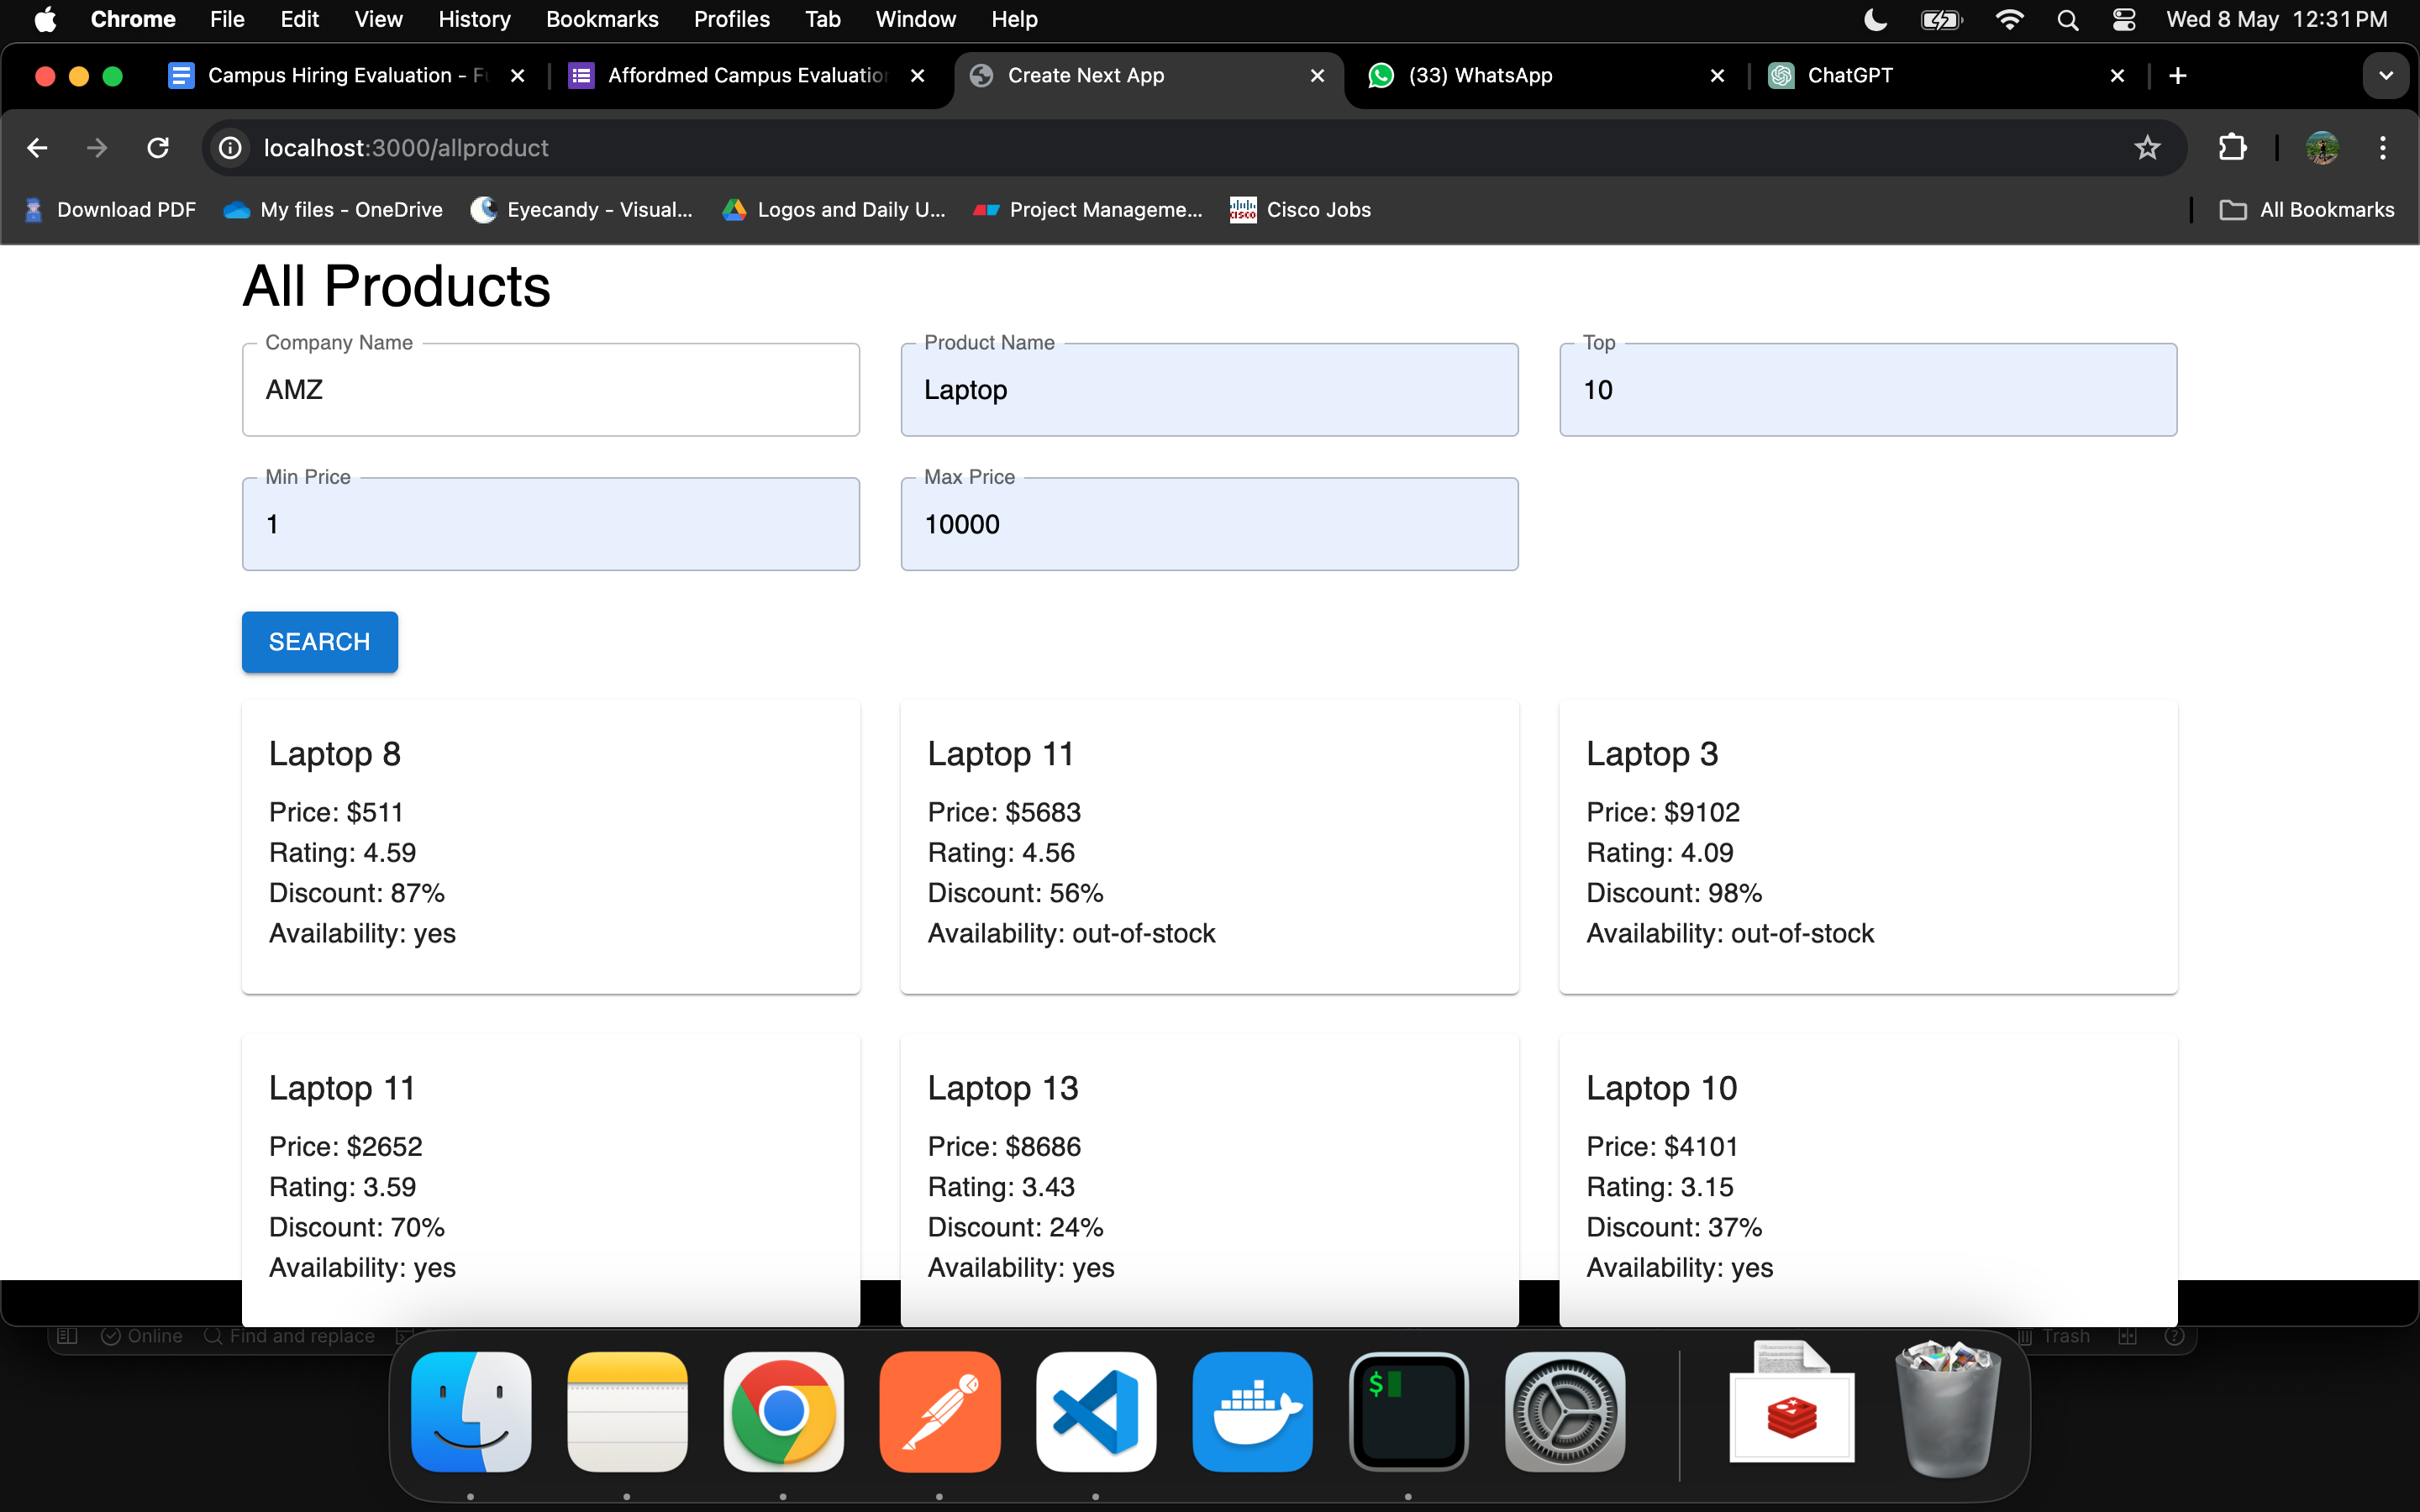 Chrome File Edit View History Bookmarks Profiles Tab Window Help Wed 8 May 12:31 PM
Campus Hiring Evaluation - Affordmed Campus Evaluation Create Next App (33) WhatsApp ChatGPT
localhost:3000/allproduct
Download PDF My files - OneDrive Eyecandy - Visual... Logos and Daily U... Project Manageme... Cisco Jobs All Bookmarks
All Products
Company Name Product Name Top
AMZ Laptop 10
Min Price Max Price
1 10000
SEARCH
Laptop 8 Laptop 11 Laptop 3
Price: $511 Price: $5683 Price: $9102
Rating: 4.59 Rating: 4.56 Rating: 4.09
Discount: 87% Discount: 56% Discount: 98%
Availability: yes Availability: out-of-stock Availability: out-of-stock
Laptop 11 Laptop 13 Laptop 10
Price: $2652 Price: $8686 Price: $4101
Rating: 3.59 Rating: 3.43 Rating: 3.15
Discount: 70% Discount: 24% Discount: 37%
Availability: yes Availability: yes Availability: yes
Online Find and replace Trash
$